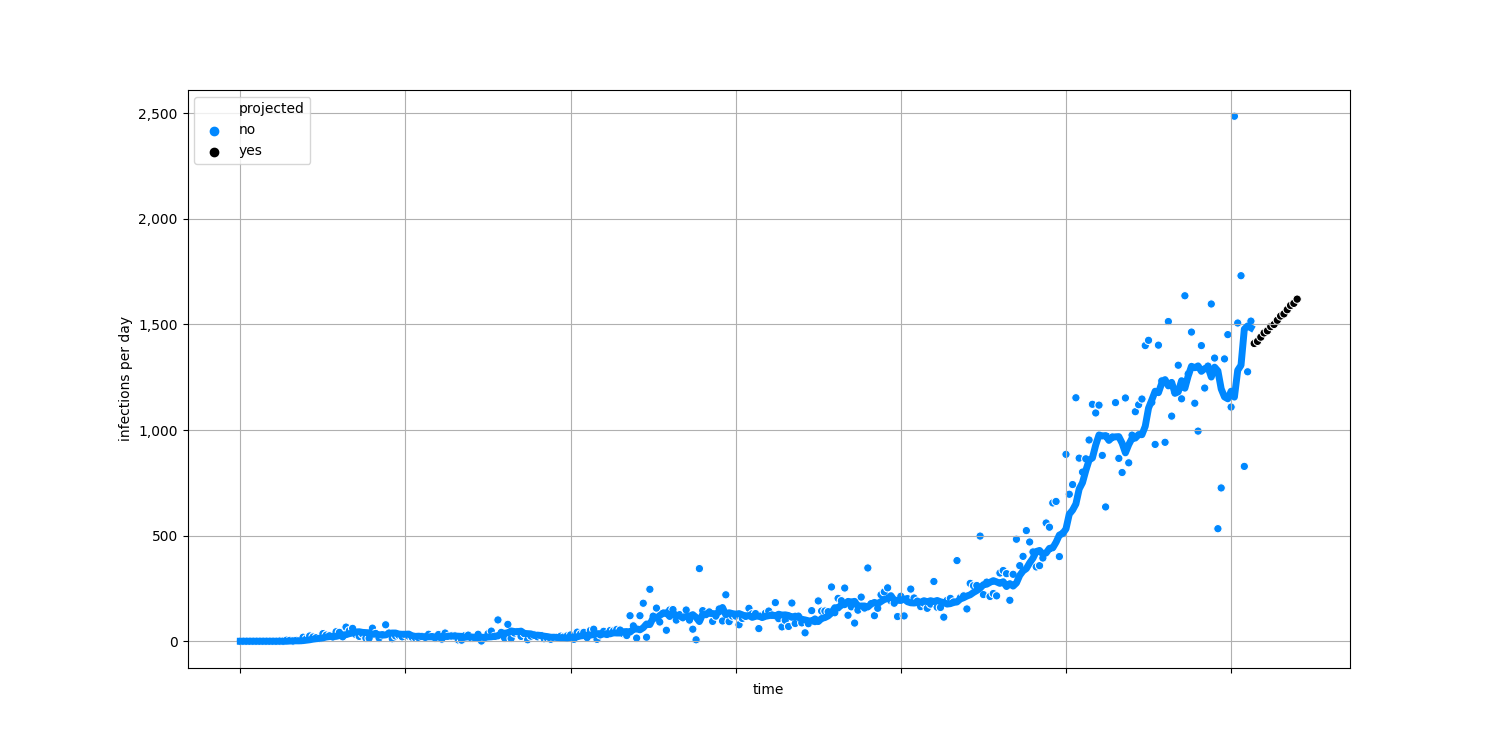 projected
no
yes
2,500
2,000
1,500
1,000
500
0
infections per day
time